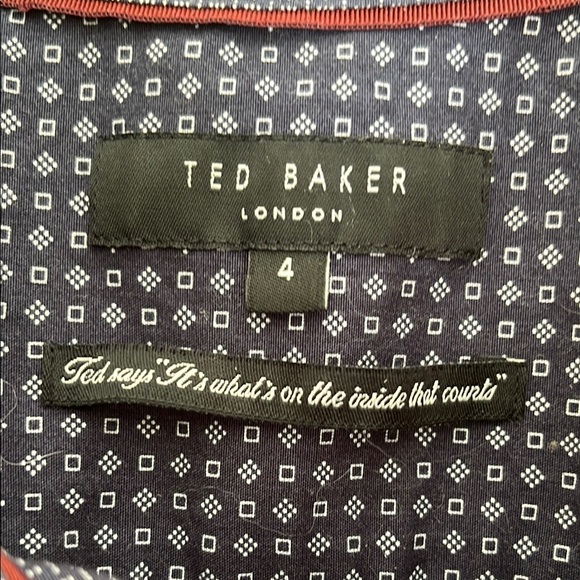 TED BAKER
LONDON
4
Ted says "It's what's on the inside that counts"